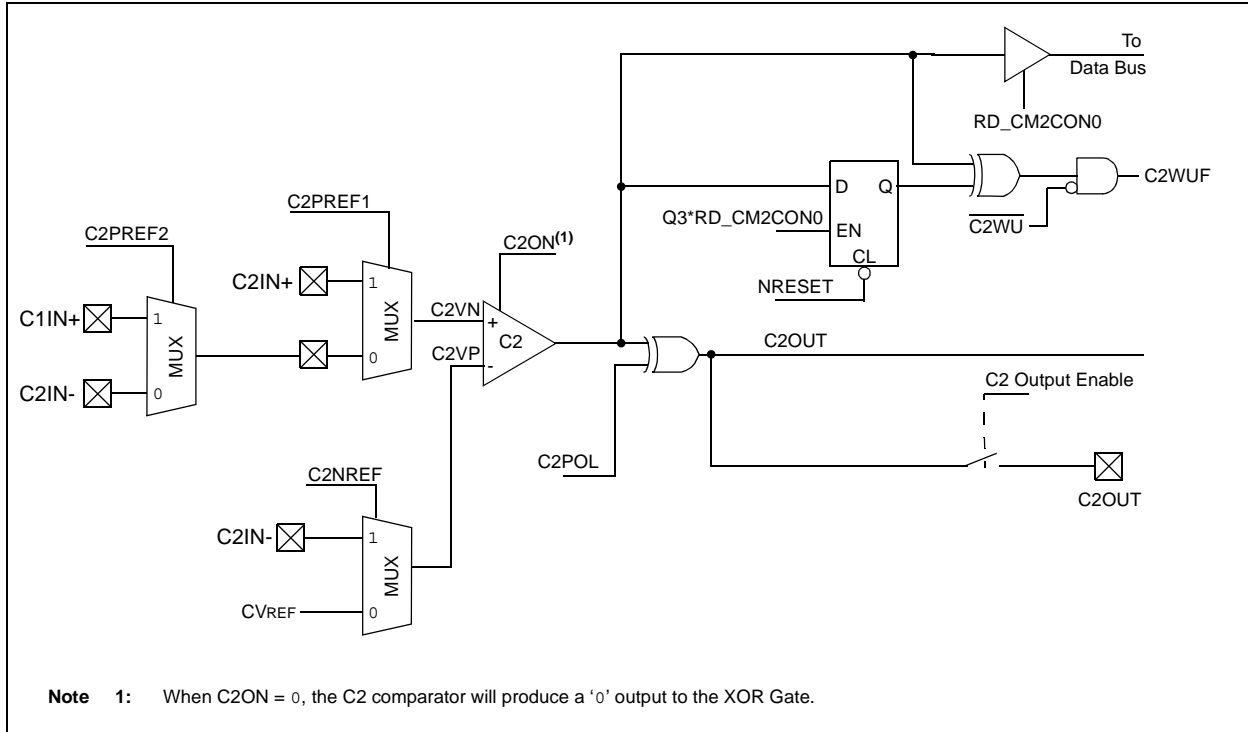 To
Data Bus
RD_CM2CON0
D Q
C2WUF
C2PREF1
Q3*RD_CM2CON0
EN
C2WU
C2PREF2
C2ON(1)
CL
C2IN+
1
NRESET
C1IN+
1
MUX
C2VN
+
C2
MUX
C2OUT
0
C2VP
-
C2IN-
0
C2 Output Enable
C2POL
C2NREF
C2OUT
C2IN-
1
MUX
CVREF
0
Note 1: When C2ON = 0, the C2 comparator will produce a ‘0’ output to the XOR Gate.